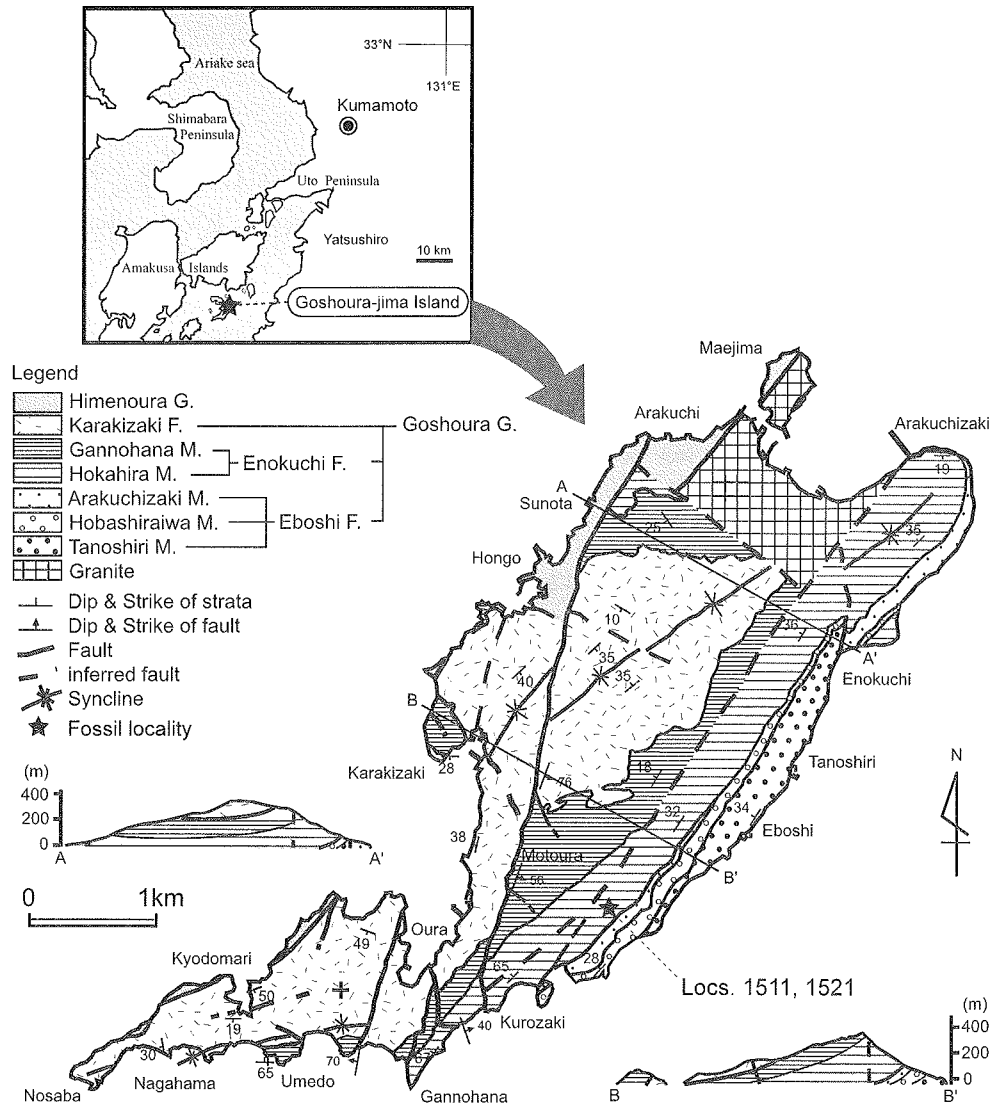 33°N
131°E
Ariake sea
Kumamoto
Shimabara
Peninsula
Uto Peninsula
Yatsushiro
10 km
Amakusa Islands
Goshoura-jima Island
Legend
Himenoura G.
Karakizaki F.
Goshoura G.
Gannohana M.
Enokuchi F.
Hokahira M.
Arakuchizaki M.
Hobashiraiwa M.
Eboshi F.
Tanoshiri M.
Granite
Dip & Strike of strata
Dip & Strike of fault
Fault
inferred fault
Syncline
Fossil locality
Maejima
Arakuchi
Arakuchizaki
19
A
Sunota
25
35
Hongo
10
36
A'
Enokuchi
35
35
40
B
Karakizaki
28
Tanoshiri
18
76
32
34
Eboshi
38
B'
Motoura
56
N
(m)
400
200
0
A
A'
0
1km
Oura
49
Kyodomari
50
19
28
65
Locs. 1511, 1521
40
Kurozaki
30
65
70
Nosaba
Nagahama
Umedo
Gannohana
(m)
400
200
0
B
B'